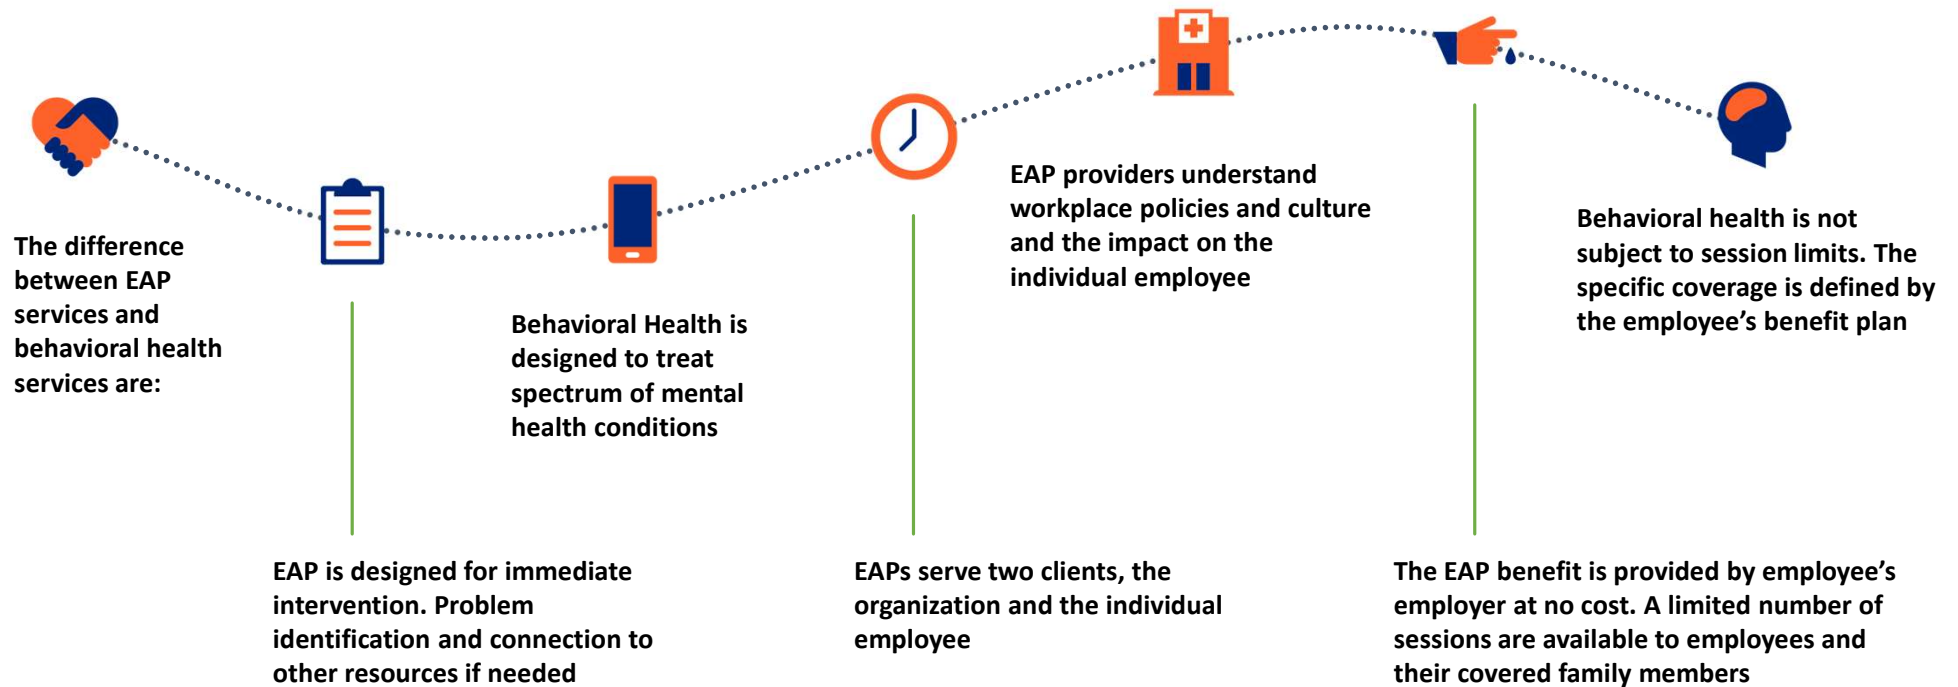 The difference
between EAP
services and
behavioral health
services are:
EAP is designed for immediate
intervention. Problem
identification and connection to
other resources if needed
Behavioral Health is
designed to treat
spectrum of mental
health conditions
EAPs serve two clients, the
organization and the individual
employee
EAP providers understand
workplace policies and culture
and the impact on the
individual employee
The EAP benefit is provided by employee’s
employer at no cost. A limited number of
sessions are available to employees and
their covered family members
Behavioral health is not
subject to session limits. The
specific coverage is defined by
the employee’s benefit plan